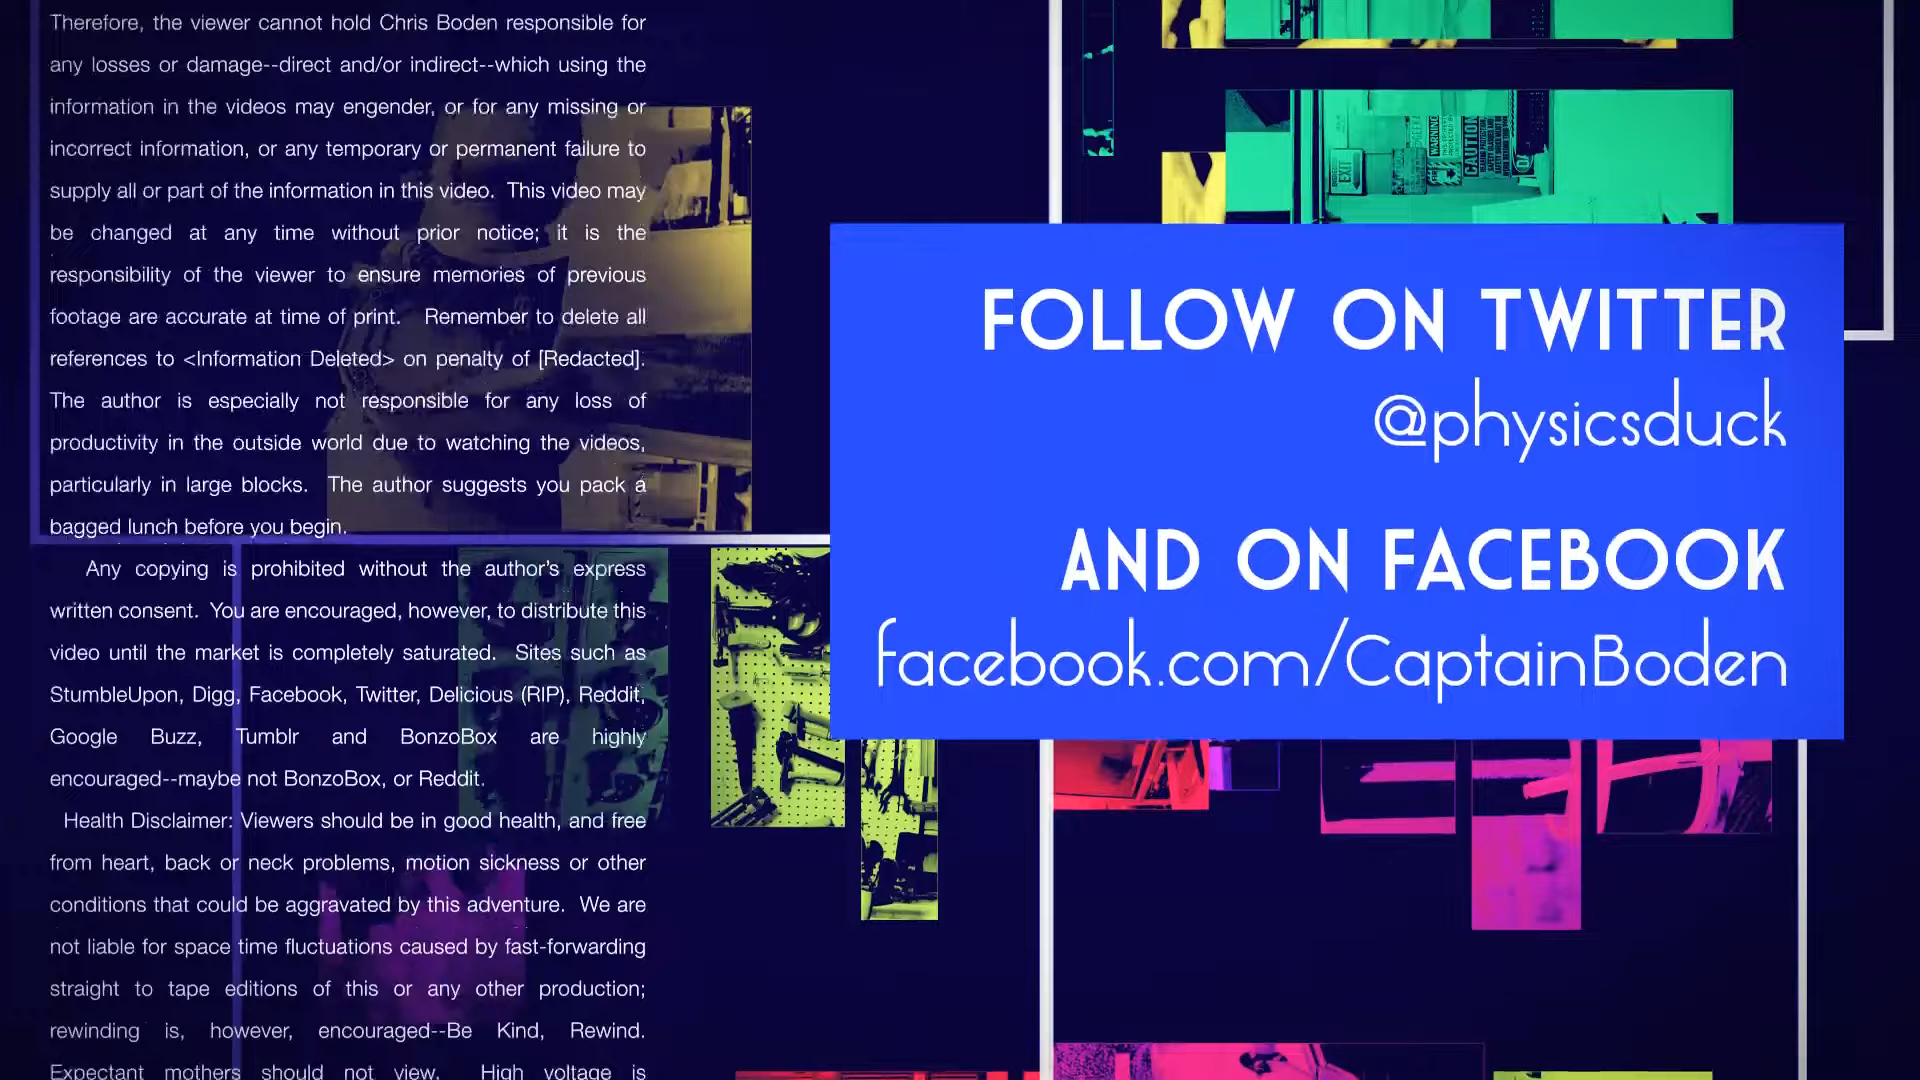 Therefore, the viewer cannot hold Chris Boden responsible for
any losses or damage--direct and/or indirect--which using the
information in the videos may engender, or for any missing or
incorrect information, or any temporary or permanent failure to
supply all or part of the information in this video. This video may
be changed at any time without prior notice; it is the
responsibility of the viewer to ensure memories of previous
footage are accurate at time of print. Remember to delete all
references to <Information Deleted> on penalty of [Redacted].
The author is especially not responsible for any loss of
productivity in the outside world due to watching the videos,
particularly in large blocks. The author suggests you pack a
bagged lunch before you begin.
Any copying is prohibited without the author's express
written consent. You are encouraged, however, to distribute this
video until the market is completely saturated. Sites such as
StumbleUpon, Digg, Facebook, Twitter, Delicious (RIP), Reddit,
Google Buzz, Tumblr and BonzoBox are highly
encouraged--maybe not BonzoBox, or Reddit.
Health Disclaimer: Viewers should be in good health, and free
from heart, back or neck problems, motion sickness or other
conditions that could be aggravated by this adventure. We are
not liable for space time fluctuations caused by fast-forwarding
straight to tape editions of this or any other production;
rewinding is, however, encouraged--Be Kind, Rewind.
Expectant mothers should not view. High voltage is
FOLLOW ON TWITTER
@physicsduck
AND ON FACEBOOK
facebook.com/CaptainBoden
EXIT
WARNING
CAUTION
FIRE